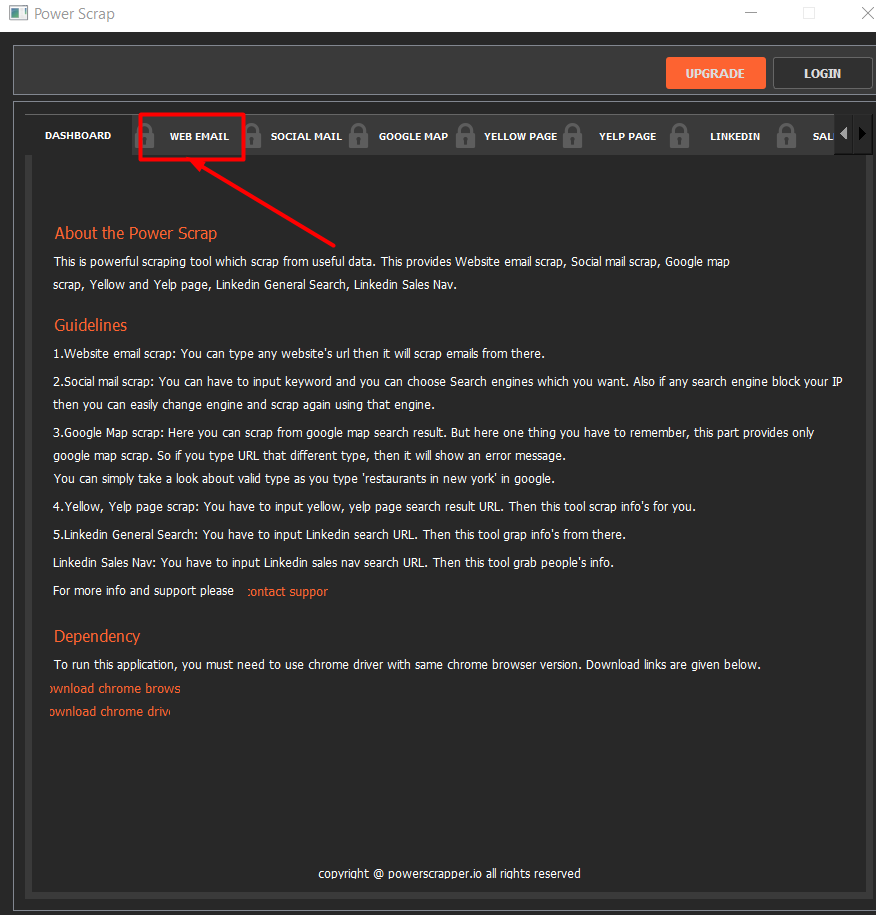 Power Scrap
UPGRADE LOGIN
DASHBOARD WEB EMAIL SOCIAL MAIL GOOGLE MAP YELLOW PAGE YELP PAGE LINKEDIN SAL
About the Power Scrap
This is powerful scraping tool which scrap from useful data. This provides Website email scrap, Social mail scrap, Google map
scrap, Yellow and Yelp page, Linkedin General Search, Linkedin Sales Nav.
Guidelines
1.Website email scrap: You can type any website's url then it will scrap emails from there.
2.Social mail scrap: You can have to input keyword and you can choose Search engines which you want. Also if any search engine block your IP
then you can easily change engine and scrap again using that engine.
3.Google Map scrap: Here you can scrap from google map search result. But here one thing you have to remember, this part provides only
google map scrap. So if you type URL that different type, then it will show an error message.
You can simply take a look about valid type as you type 'restaurants in new york' in google.
4.Yellow, Yelp page scrap: You have to input yellow, yelp page search result URL. Then this tool scrap info's for you.
5.Linkedin General Search: You have to input Linkedin search URL. Then this tool grap info's from there.
Linkedin Sales Nav: You have to input Linkedin sales nav search URL. Then this tool grab people's info.
For more info and support please contact suppor
Dependency
To run this application, you must need to use chrome driver with same chrome browser version. Download links are given below.
ownload chrome brows
ownload chrome driv
copyright @ powerscrapper.io all rights reserved